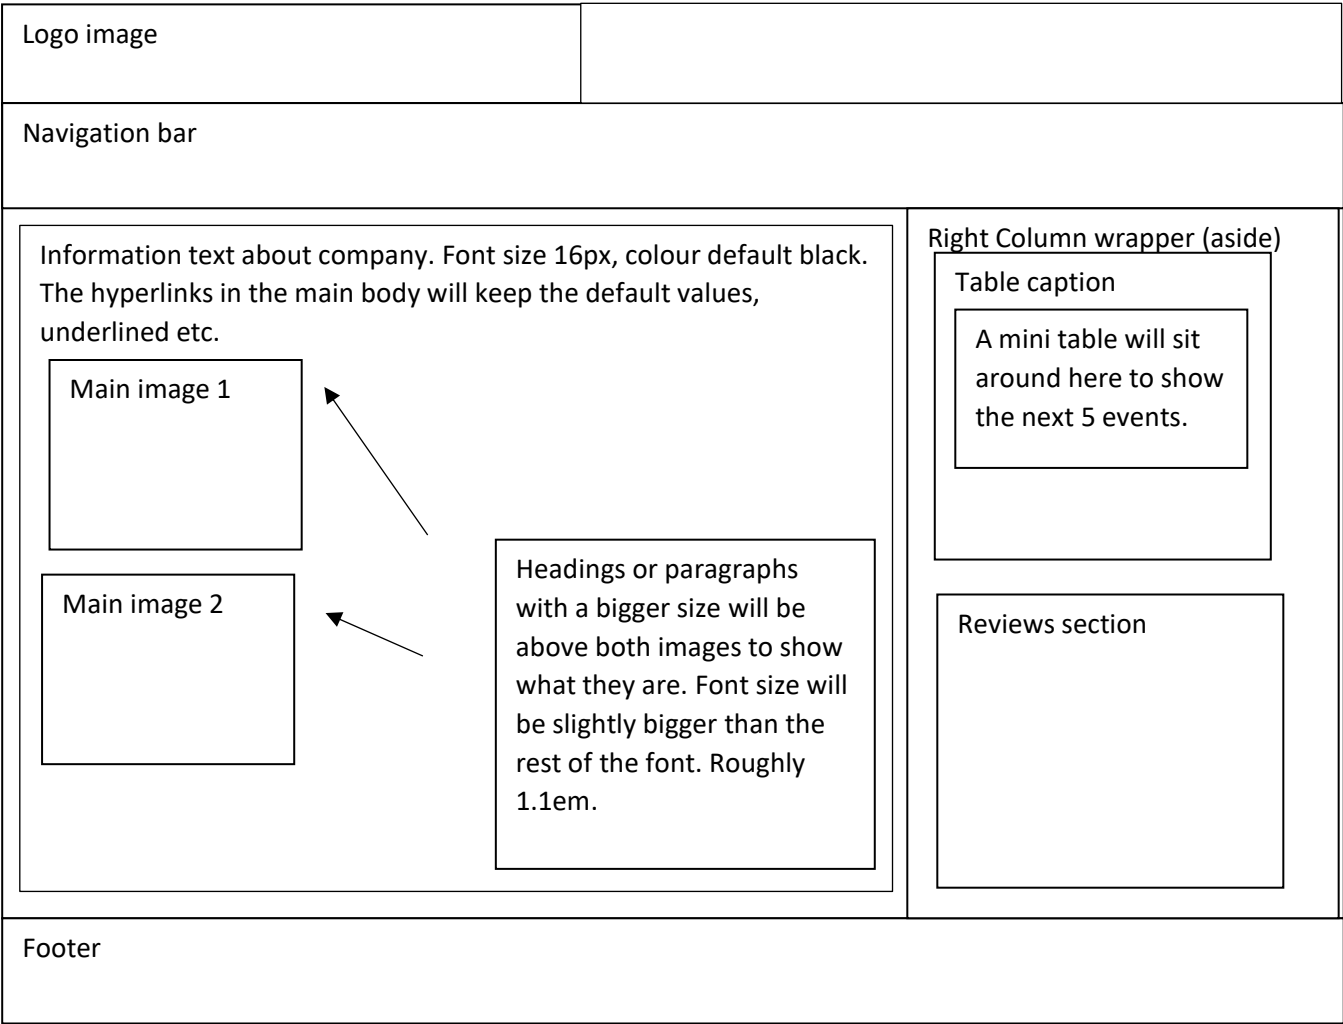 Logo image
Navigation bar
Information text about company. Font size 16px, colour default black.
The hyperlinks in the main body will keep the default values,
underlined etc.
Main image 1
Main image 2
Headings or paragraphs
with a bigger size will be
above both images to show
what they are. Font size will
be slightly bigger than the
rest of the font. Roughly
1.1em.
Right Column wrapper (aside)
Table caption
A mini table will sit
around here to show
the next 5 events.
Reviews section
Footer